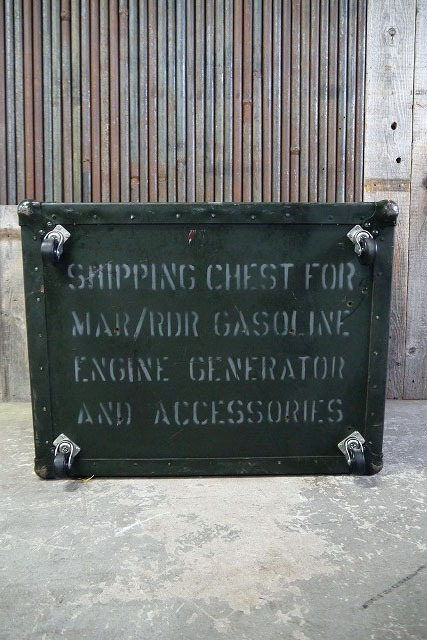 SHIPPING CHEST FOR
MAR/RDR GASOLINE
ENGINE GENERATOR
AND ACCESSORIES